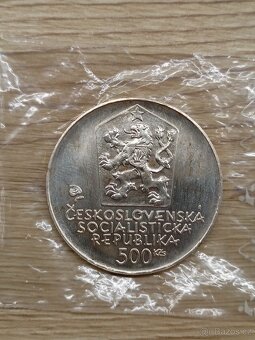 ČESKOSLOVENSKÁ
SOCIALISTICKÁ
REPUBLIKA
500 Kčs